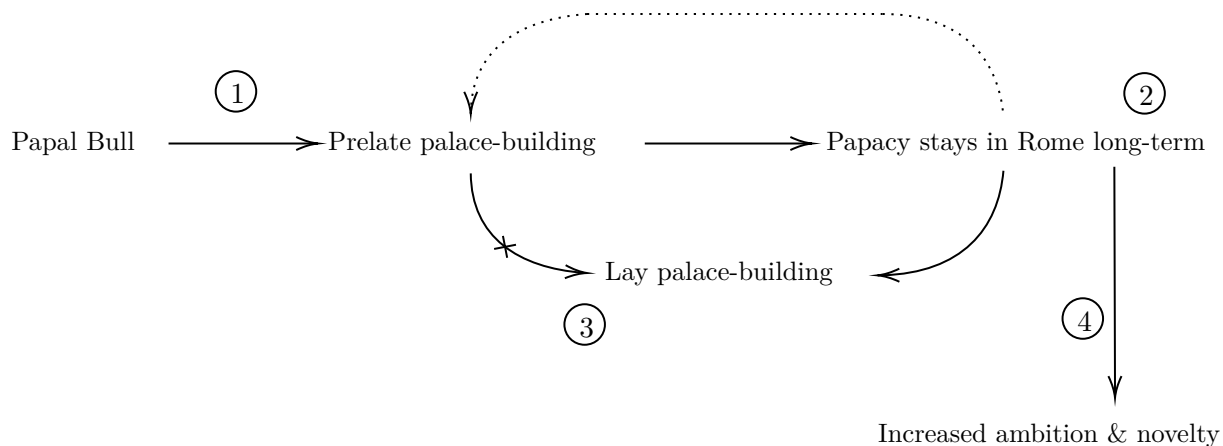 1
2
Papal Bull
Prelate palace-building
Papacy stays in Rome long-term
Lay palace-building
3
4
Increased ambition & novelty